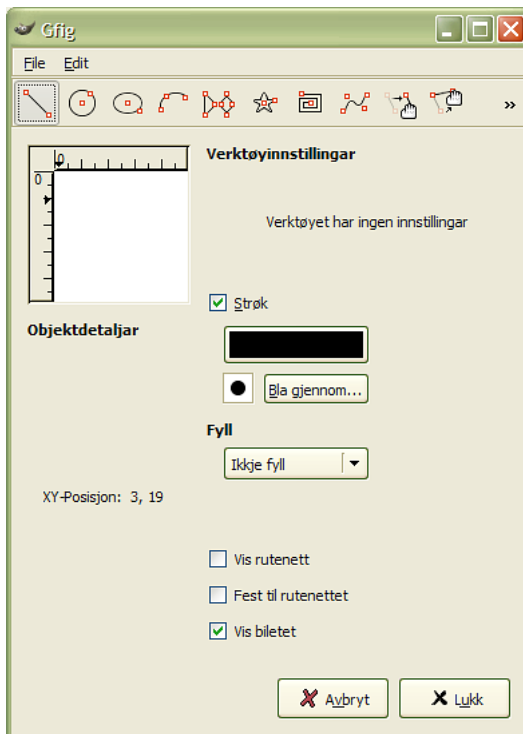 Gfig
File Edit
»
0
0
Verktøyinnstillingar
Verktøyet har ingen innstillingar
Strøk
Objektdetaljar
Bla gjennom...
Fyll
Ikkje fyll
XY-Posisjon: 3, 19
Vis rutenett
Fest til rutenettet
Vis biletet
Avbryt Lukk